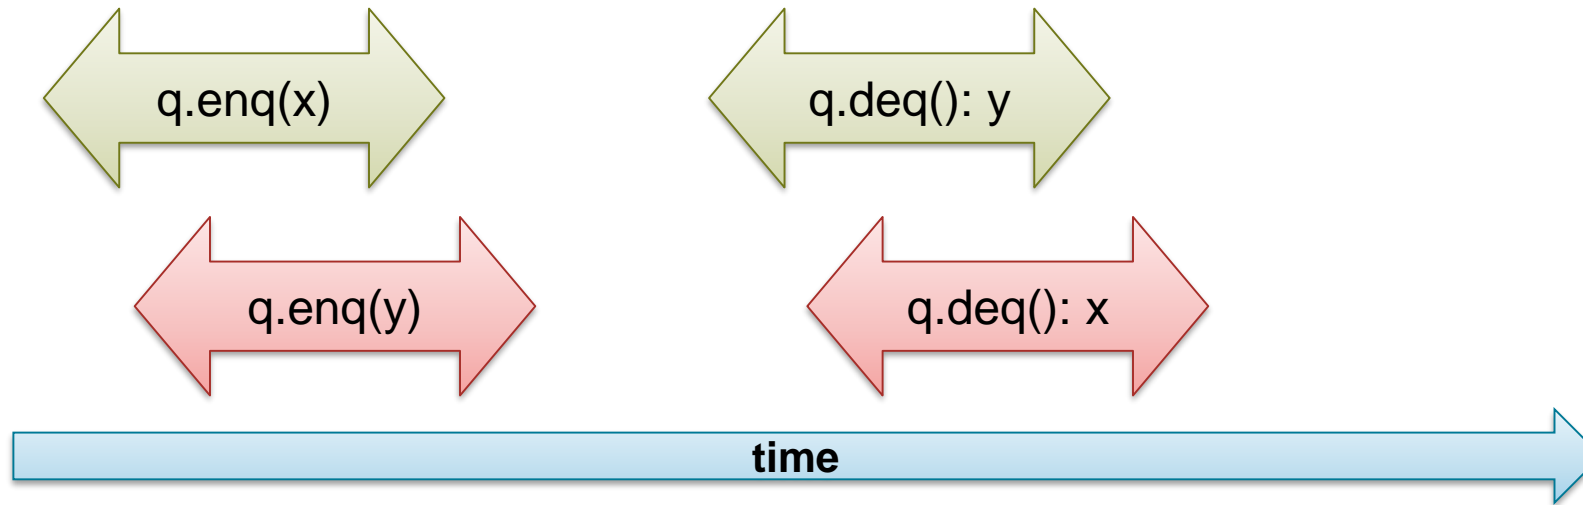 q.enq(x)
q.deq(): y
q.enq(y)
q.deq(): x
time